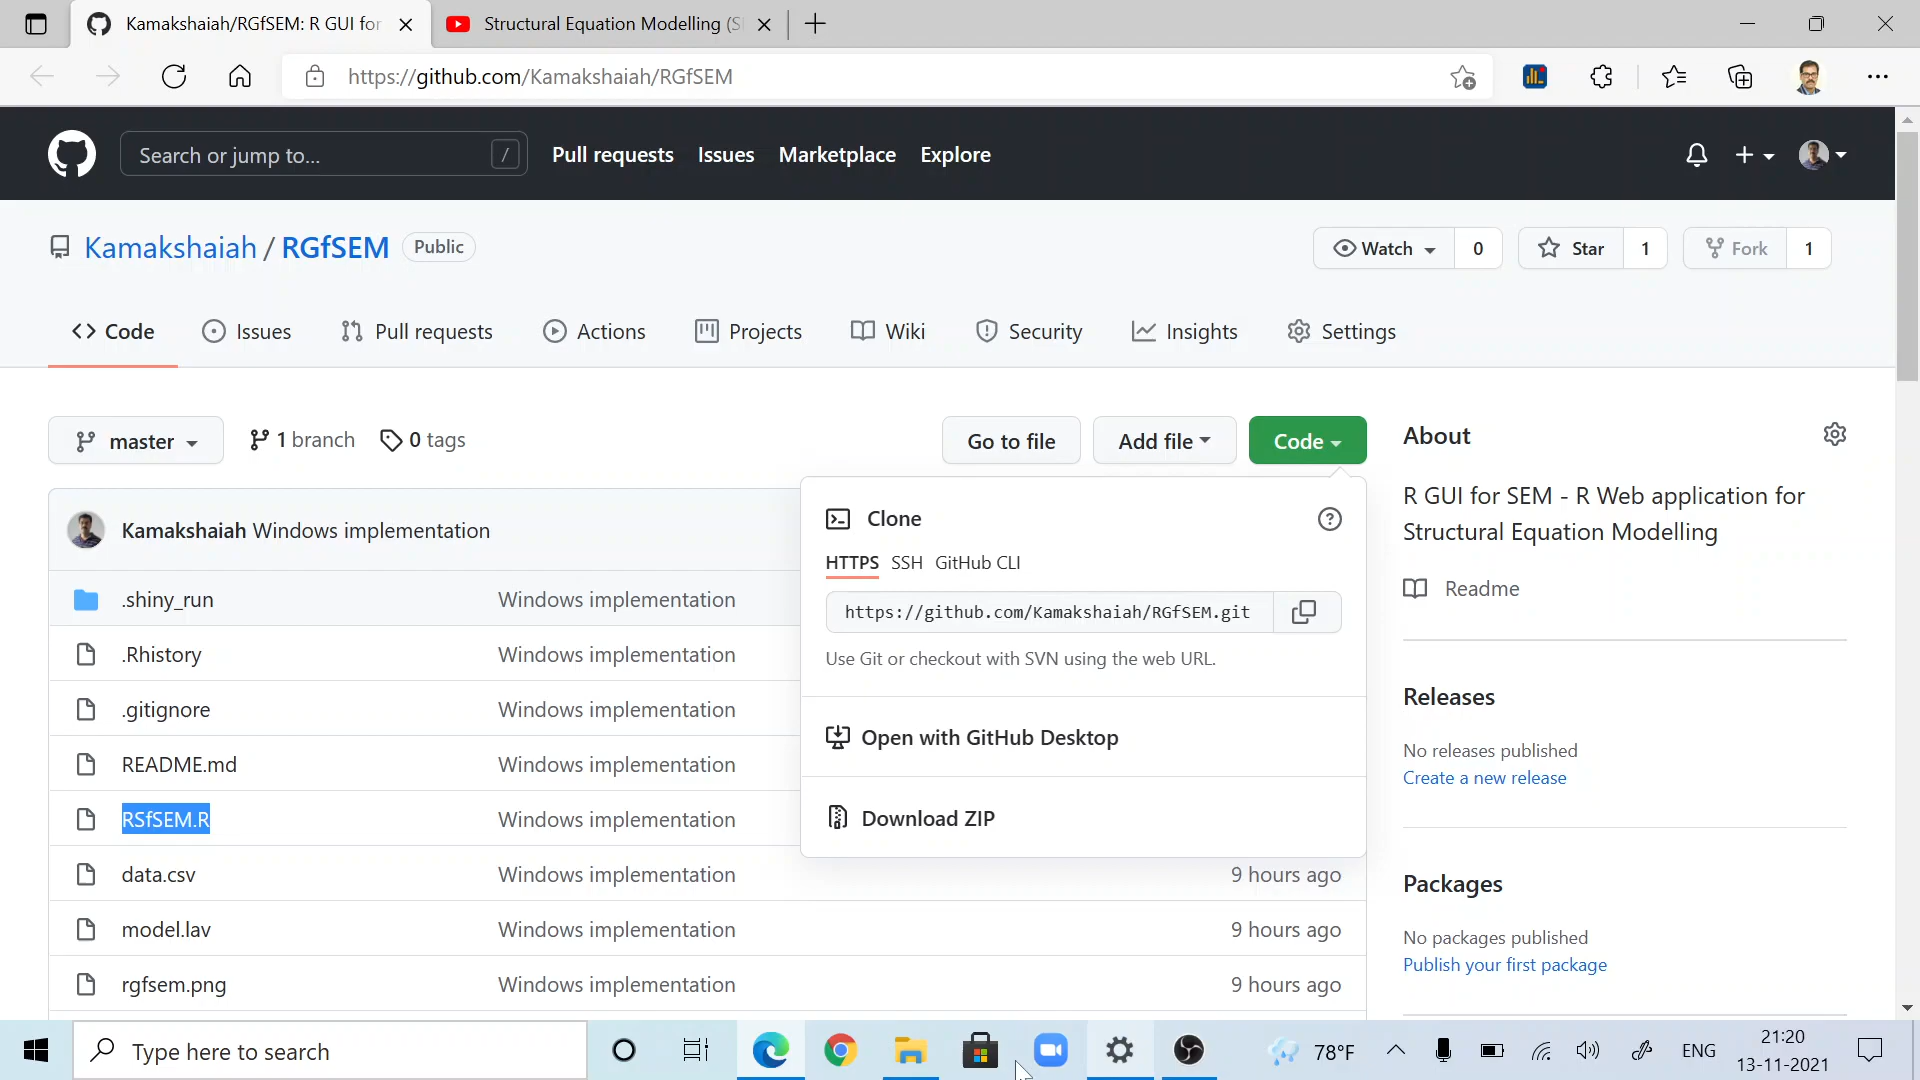 Kamakshaiah/RGfSEM: R GUI for
Structural Equation Modelling (S
https://github.com/Kamakshaiah/RGfSEM
Search or jump to...
/
Pull requests
Issues
Marketplace
Explore
Kamakshaiah / RGfSEM
Public
Watch
0
Star
1
Fork
1
Code
Issues
Pull requests
Actions
Projects
Wiki
Security
Insights
Settings
master
1 branch
0 tags
Go to file
Add file
Code
Kamakshaiah Windows implementation
.shiny_run
Windows implementation
.Rhistory
Windows implementation
.gitignore
Windows implementation
README.md
Windows implementation
RSfSEM.R
Windows implementation
data.csv
Windows implementation
9 hours ago
model.lav
Windows implementation
9 hours ago
rgfsem.png
Windows implementation
9 hours ago
Clone
HTTPS
SSH
GitHub CLI
https://github.com/Kamakshaiah/RGfSEM.git
Use Git or checkout with SVN using the web URL.
Open with GitHub Desktop
Download ZIP
About
R GUI for SEM - R Web application for
Structural Equation Modelling
Readme
Releases
No releases published
Create a new release
Packages
No packages published
Publish your first package
Type here to search
78°F
ENG
21:20
13-11-2021